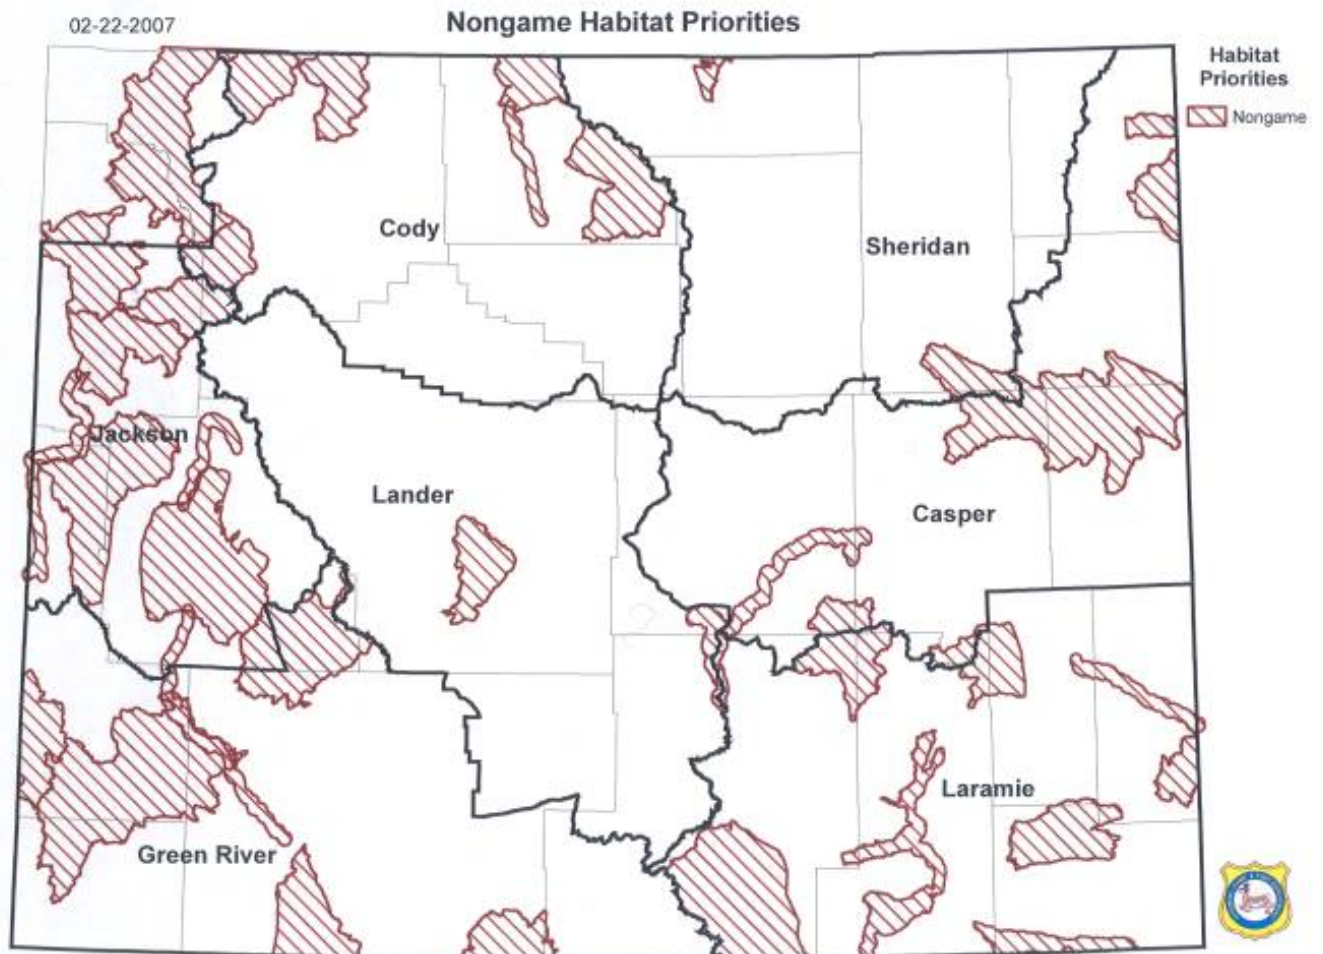 02-22-2007
Nongame Habitat Priorities
Habitat
Priorities
Nongame
Cody
Sheridan
Jackson
Lander
Casper
Laramie
Green River